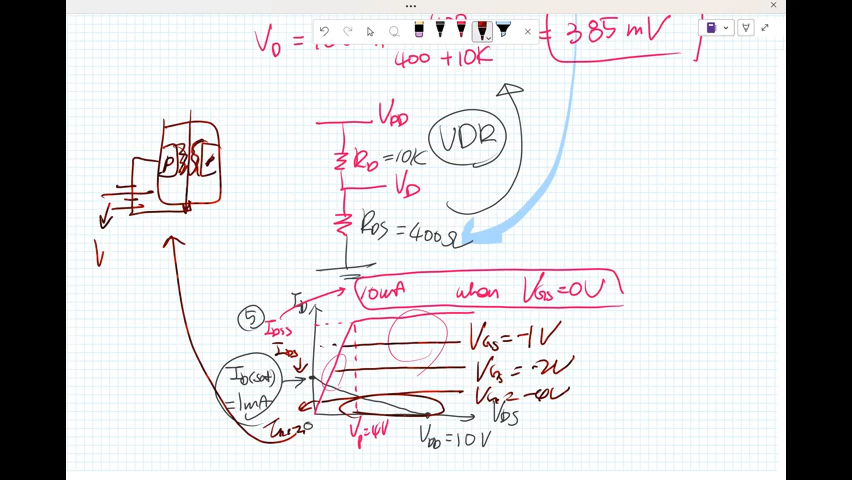 V_D =
400 + 10K
= 385 mV
V_DD
VDR
R_D = 10K
V_D
R_DS = 400Ω
P
V
10mA when V_GS = 0V
I_D
⑤
I_DSS
V_GS = -1V
I_D(sat) = 1mA
V_GS = -2V
V_GS = -4V
V_DS
V_P = 4V
V_DD = 10V